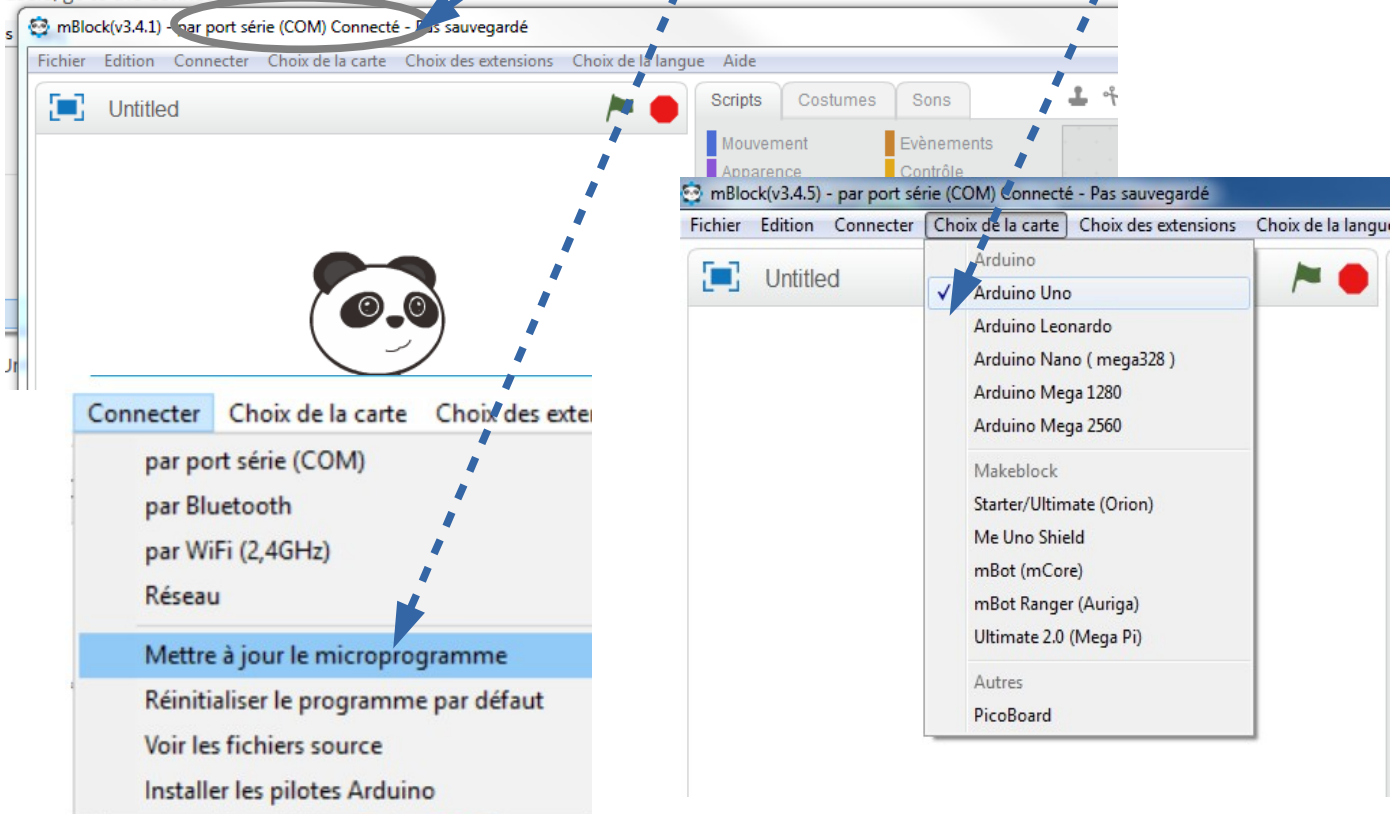 mBlock(v3.4.1) - par port série (COM) Connecté - Pas sauvegardé
Fichier Edition Connecter Choix de la carte Choix des extensions Choix de la langue Aide
Untitled
Scripts Costumes Sons
Mouvement Evènements
Apparence Contrôle
mBlock(v3.4.5) - par port série (COM) Connecté - Pas sauvegardé
Fichier Edition Connecter Choix de la carte Choix des extensions Choix de la langue
Untitled
Arduino
✓ Arduino Uno
Arduino Leonardo
Arduino Nano ( mega328 )
Arduino Mega 1280
Arduino Mega 2560
Makeblock
Starter/Ultimate (Orion)
Me Uno Shield
mBot (mCore)
mBot Ranger (Auriga)
Ultimate 2.0 (Mega Pi)
Autres
PicoBoard
Connecter Choix de la carte Choix des exte
par port série (COM)
par Bluetooth
par WiFi (2,4GHz)
Réseau
Mettre à jour le microprogramme
Réinitialiser le programme par défaut
Voir les fichiers source
Installer les pilotes Arduino